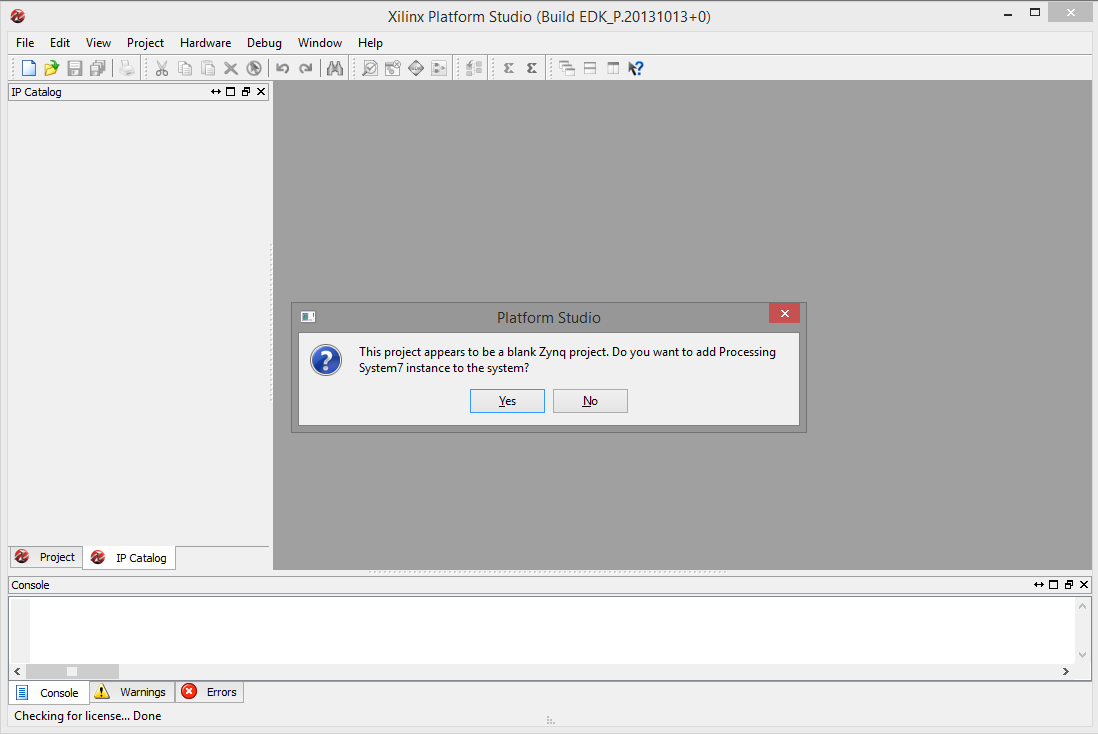 Xilinx Platform Studio (Build EDK_P.20131013+0)
File Edit View Project Hardware Debug Window Help
IP Catalog
Platform Studio
This project appears to be a blank Zynq project. Do you want to add Processing
System7 instance to the system?
Yes No
Project IP Catalog
Console
Console Warnings Errors
Checking for license... Done